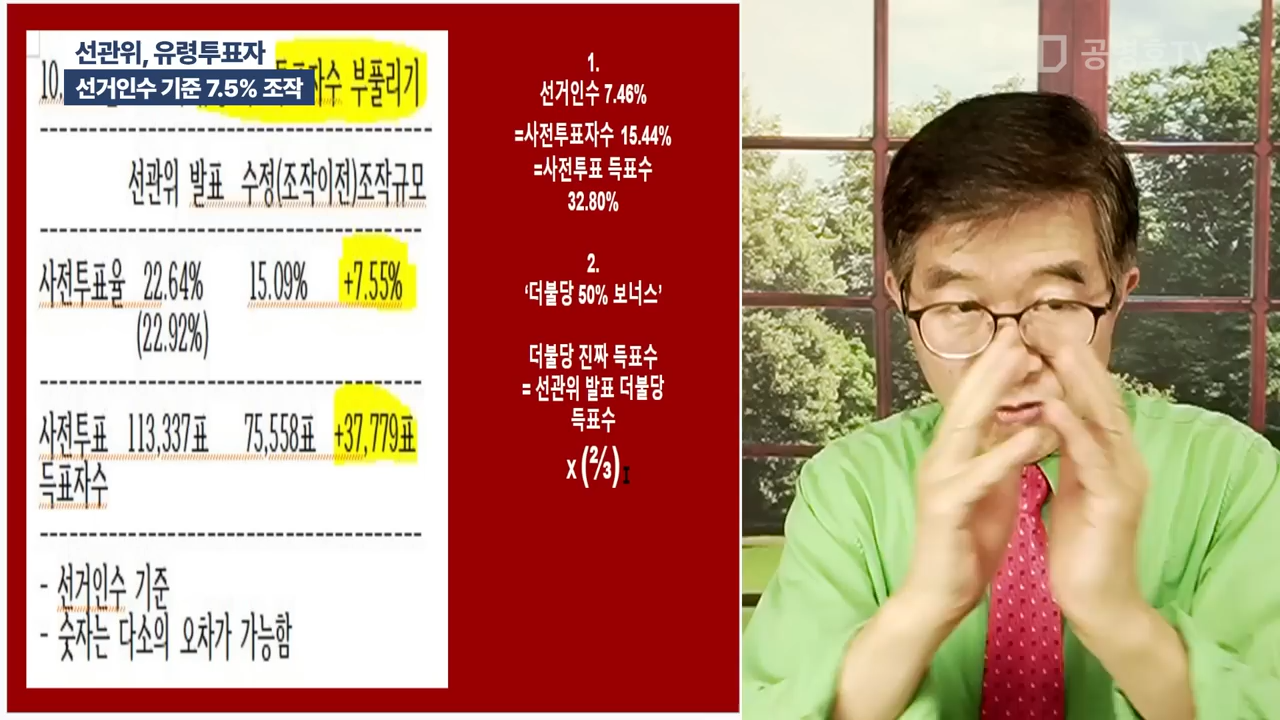 선관위, 유령투표자
선거인수 기준 7.5% 조작
10. 부풀리기
선관위 발표 수정(조작이전)조작규모
사전투표율 22.64% 15.09% +7.55%
(22.92%)
사전투표 113,337표 75,558표 +37,779표
득표자수
- 선거인수 기준
- 숫자는 다소의 오차가 가능함
1.
선거인수 7.46%
=사전투표자수 15.44%
=사전투표 득표수
32.80%
2.
‘더불당 50% 보너스’
더불당 진짜 득표수
= 선관위 발표 더불당
득표수
x (⅔)
공병호TV